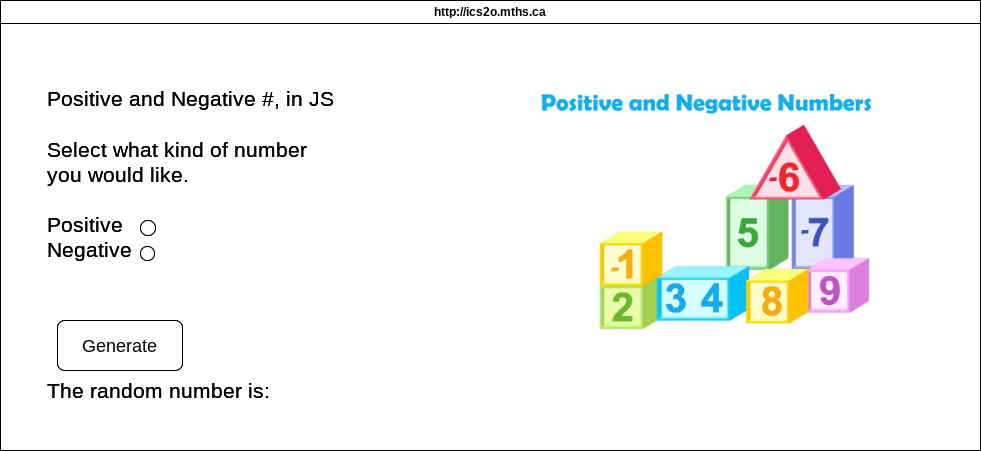 http://ics2o.mths.ca
Positive and Negative #, in JS
Select what kind of number
you would like.
Positive
Negative
Generate
The random number is:
Positive and Negative Numbers
-6
5 -7
-1
2 3 4 8 9